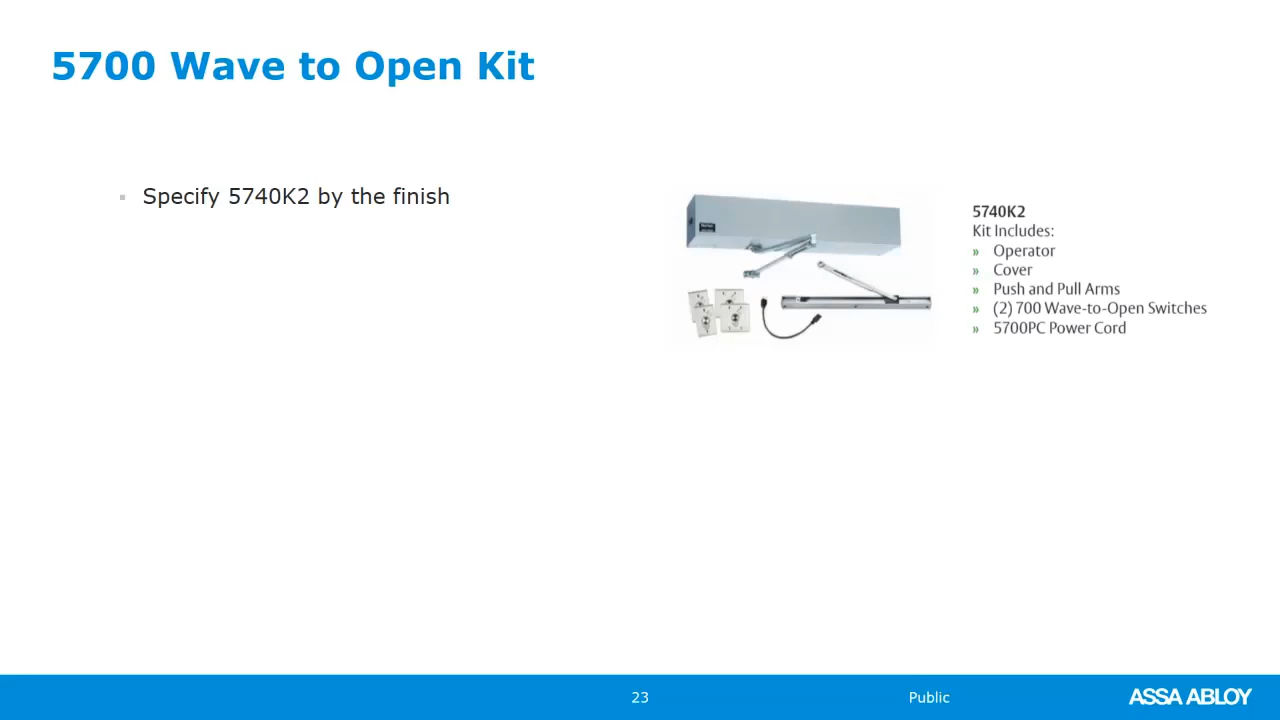 5700 Wave to Open Kit
Specify 5740K2 by the finish
5740K2
Kit Includes:
» Operator
» Cover
» Push and Pull Arms
» (2) 700 Wave-to-Open Switches
» 5700PC Power Cord
23
Public
ASSA ABLOY